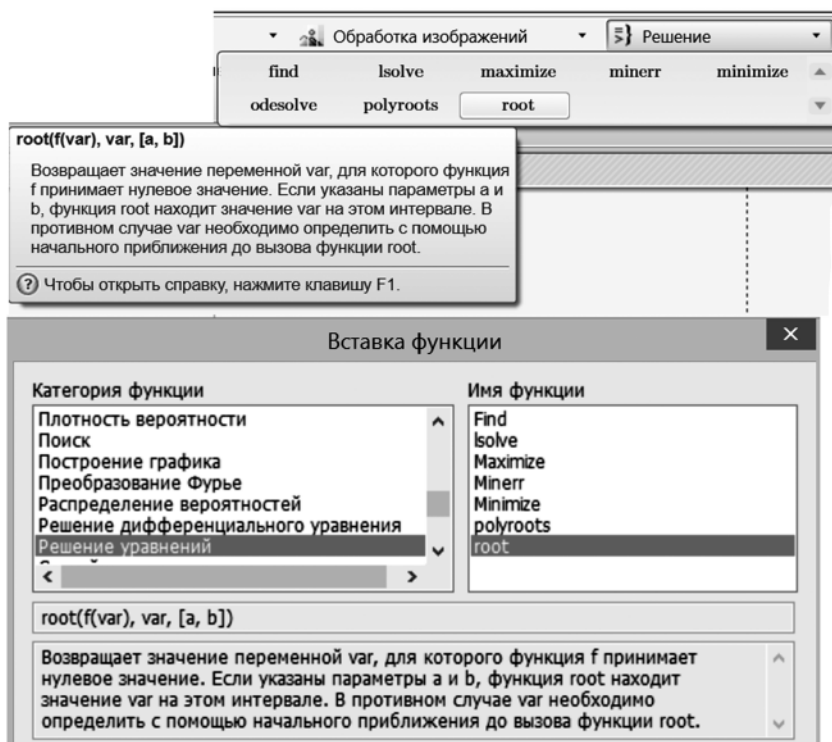 Обработка изображений Решение
find lsolve maximize minerr minimize
odesolve polyroots root
root(f(var), var, [a, b])
Возвращает значение переменной var, для которого функция
f принимает нулевое значение. Если указаны параметры a и
b, функция root находит значение var на этом интервале. В
противном случае var необходимо определить с помощью
начального приближения до вызова функции root.
Чтобы открыть справку, нажмите клавишу F1.
Вставка функции
Категория функции
Плотность вероятности
Поиск
Построение графика
Преобразование Фурье
Распределение вероятностей
Решение дифференциального уравнения
Решение уравнений
Имя функции
Find
lsolve
Maximize
Minerr
Minimize
polyroots
root
root(f(var), var, [a, b])
Возвращает значение переменной var, для которого функция f принимает
нулевое значение. Если указаны параметры a и b, функция root находит
значение var на этом интервале. В противном случае var необходимо
определить с помощью начального приближения до вызова функции root.